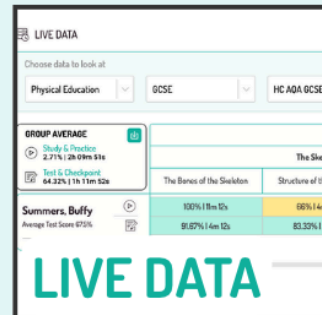 LIVE DATA
Choose data to look at
Physical Education
GCSE
HC AQA GCSE
GROUP AVERAGE
Study & Practice
2.71% | 2h 09m 51s
Test & Checkpoint
64.32% | 1h 11m 52s
The Ske
The Bones of the Skeleton
Structure of t
Summers, Buffy
Average Test Score 675%
100% | 11m 12s
66% | 4
91.67% | 4m 12s
83.33% |
LIVE DATA